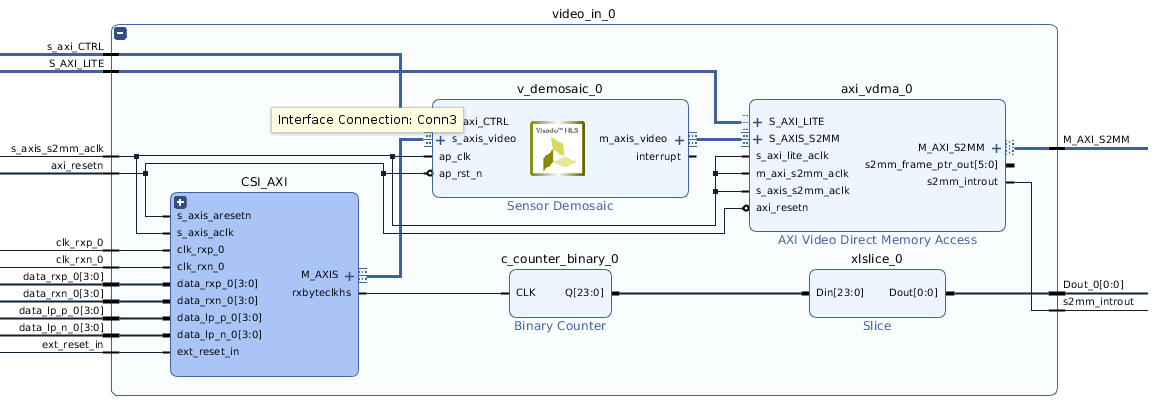 video_in_0
s_axi_CTRL
S_AXI_LITE
s_axis_s2mm_aclk
axi_resetn
clk_rxp_0
clk_rxn_0
data_rxp_0[3:0]
data_rxn_0[3:0]
data_lp_p_0[3:0]
data_lp_n_0[3:0]
ext_reset_in
Interface Connection: Conn3
CSI_AXI
s_axis_aresetn
s_axis_aclk
clk_rxp_0
clk_rxn_0
data_rxp_0[3:0]
data_rxn_0[3:0]
data_lp_p_0[3:0]
data_lp_n_0[3:0]
ext_reset_in
M_AXIS
rxbyteclkhs
v_demosaic_0
axi_CTRL
s_axis_video
ap_clk
ap_rst_n
Vivado™ HLS
m_axis_video
interrupt
Sensor Demosaic
axi_vdma_0
S_AXI_LITE
S_AXIS_S2MM
s_axi_lite_aclk
m_axi_s2mm_aclk
s_axis_s2mm_aclk
axi_resetn
M_AXI_S2MM
s2mm_frame_ptr_out[5:0]
s2mm_introut
AXI Video Direct Memory Access
c_counter_binary_0
CLK
Q[23:0]
Binary Counter
xlslice_0
Din[23:0]
Dout[0:0]
Slice
M_AXI_S2MM
Dout_0[0:0]
s2mm_introut